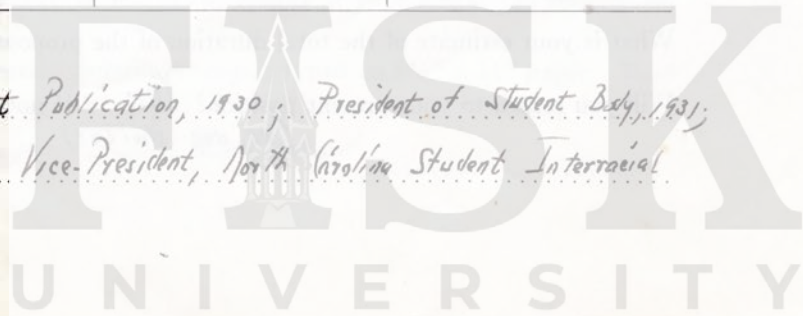 t Publication, 1930; President of Student Body, 1931;
Vice-President, North Carolina Student Interracial
FISK
UNIVERSITY